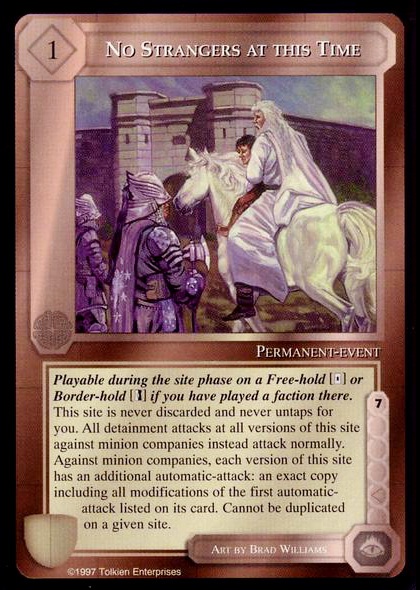 1
No Strangers at this Time
Permanent-event
Playable during the site phase on a Free-hold [] or
Border-hold [] if you have played a faction there.
This site is never discarded and never untaps for
you. All detainment attacks at all versions of this site
against minion companies instead attack normally.
Against minion companies, each version of this site
has an additional automatic-attack: an exact copy
including all modifications of the first automatic-
attack listed on its card. Cannot be duplicated
on a given site.
7
Art by Brad Williams
©1997 Tolkien Enterprises